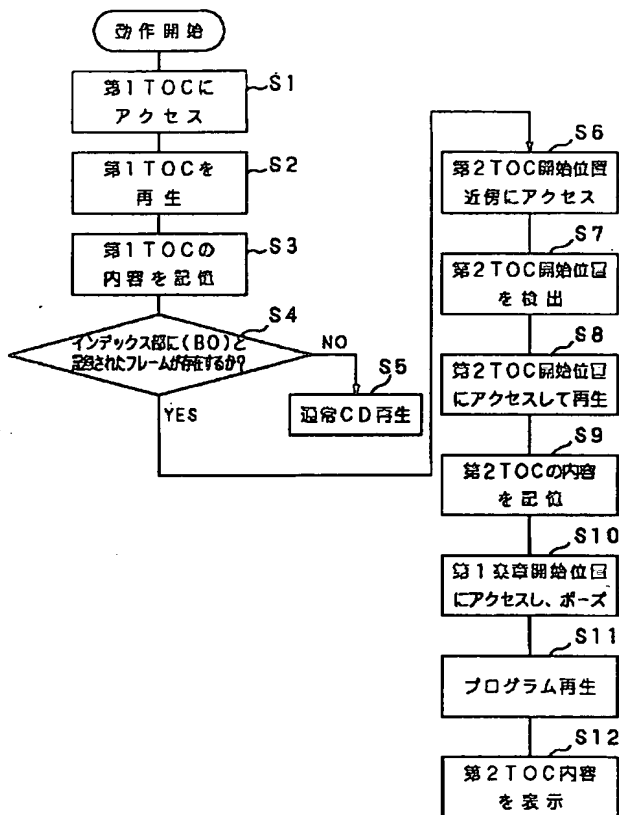 動作開始
第1TOCに
アクセス
S1
第1TOCを
再生
S2
第1TOCの
内容を記憶
S3
インデックス部に(B0)と
記録されたフレームが存在するか?
S4
NO
YES
通常CD再生
S5
第2TOC開始位置
近傍にアクセス
S6
第2TOC開始位置
を検出
S7
第2TOC開始位置
にアクセスして再生
S8
第2TOCの内容
を記憶
S9
第1楽章開始位置
にアクセスし、ポーズ
S10
プログラム再生
S11
第2TOC内容
を表示
S12